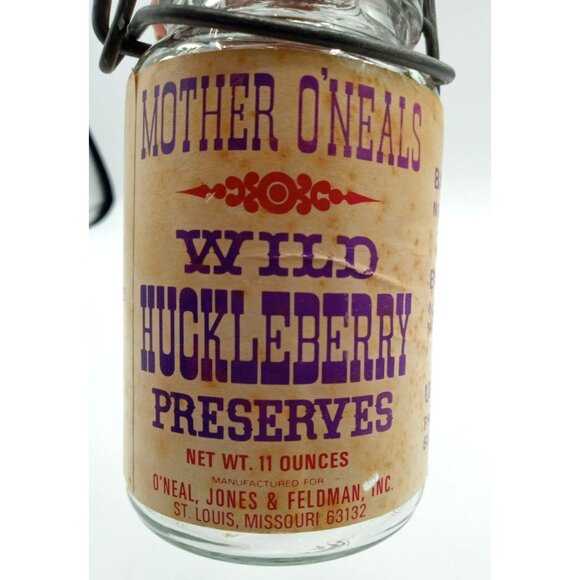 MOTHER O'NEALS
WILD
HUCKLEBERRY
PRESERVES
NET WT. 11 OUNCES
MANUFACTURED FOR
O'NEAL, JONES & FELDMAN, INC.
ST. LOUIS, MISSOURI 63132